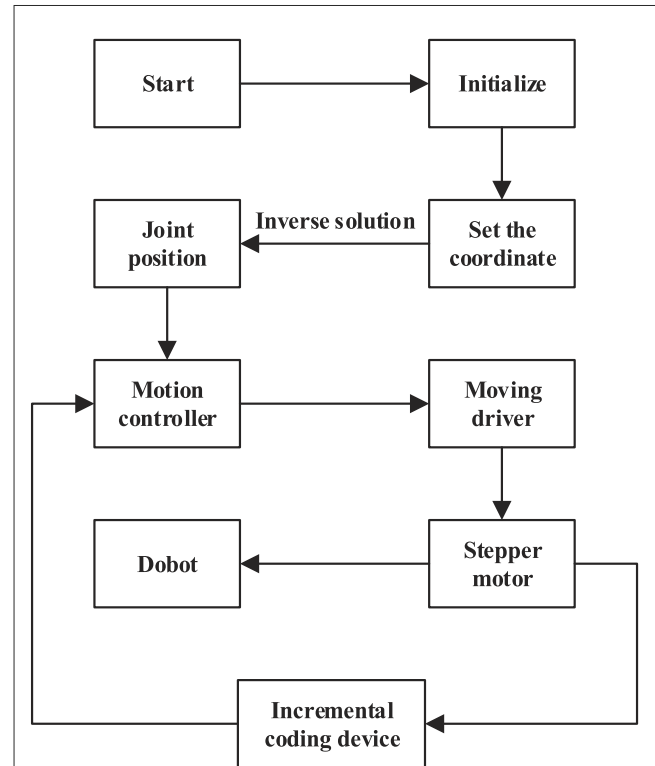 Start
Initialize
Inverse solution
Joint
position
Set the
coordinate
Motion
controller
Moving
driver
Dobot
Stepper
motor
Incremental
coding device